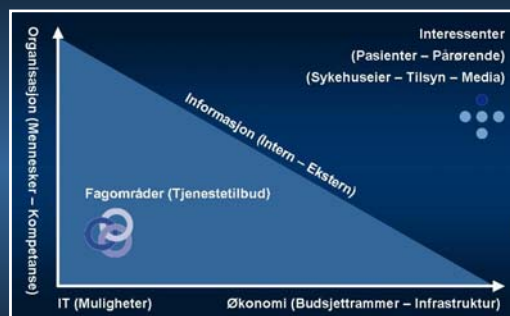 Interessenter
(Pasienter – Pårørende)
(Sykehuseier – Tilsyn – Media)
Organisasjon (Mennesker – Kompetanse)
Informasjon (Intern – Ekstern)
Fagområder (Tjenestetilbud)
IT (Muligheter)
Økonomi (Budsjettrammer – Infrastruktur)